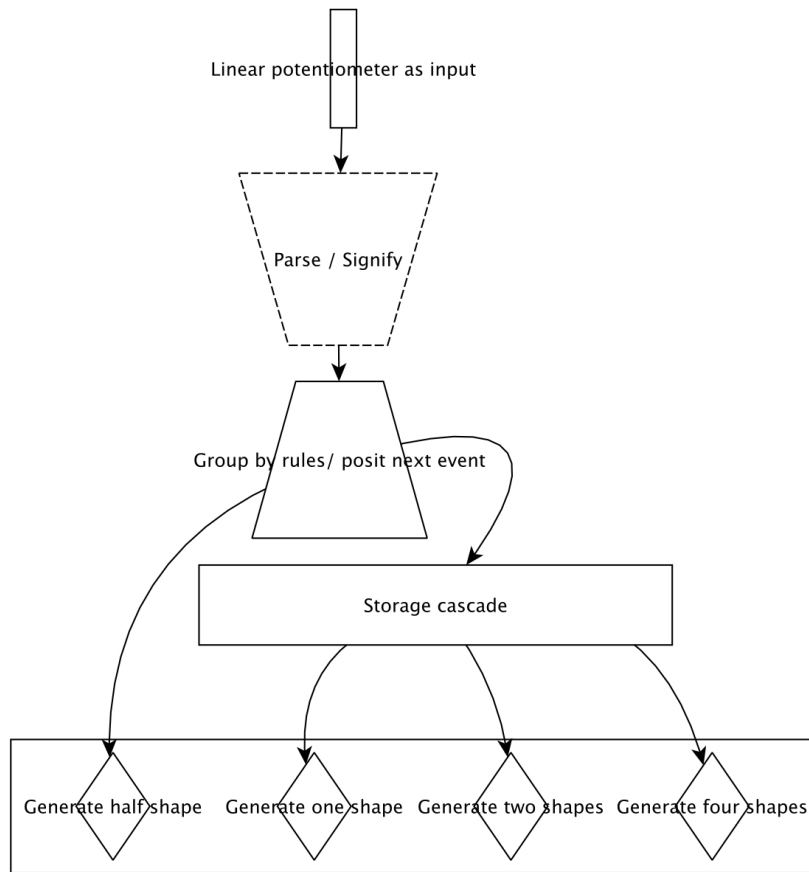 Linear potentiometer as input
Parse / Signify
Group by rules/ posit next event
Storage cascade
Generate half shape
Generate one shape
Generate two shapes
Generate four shapes